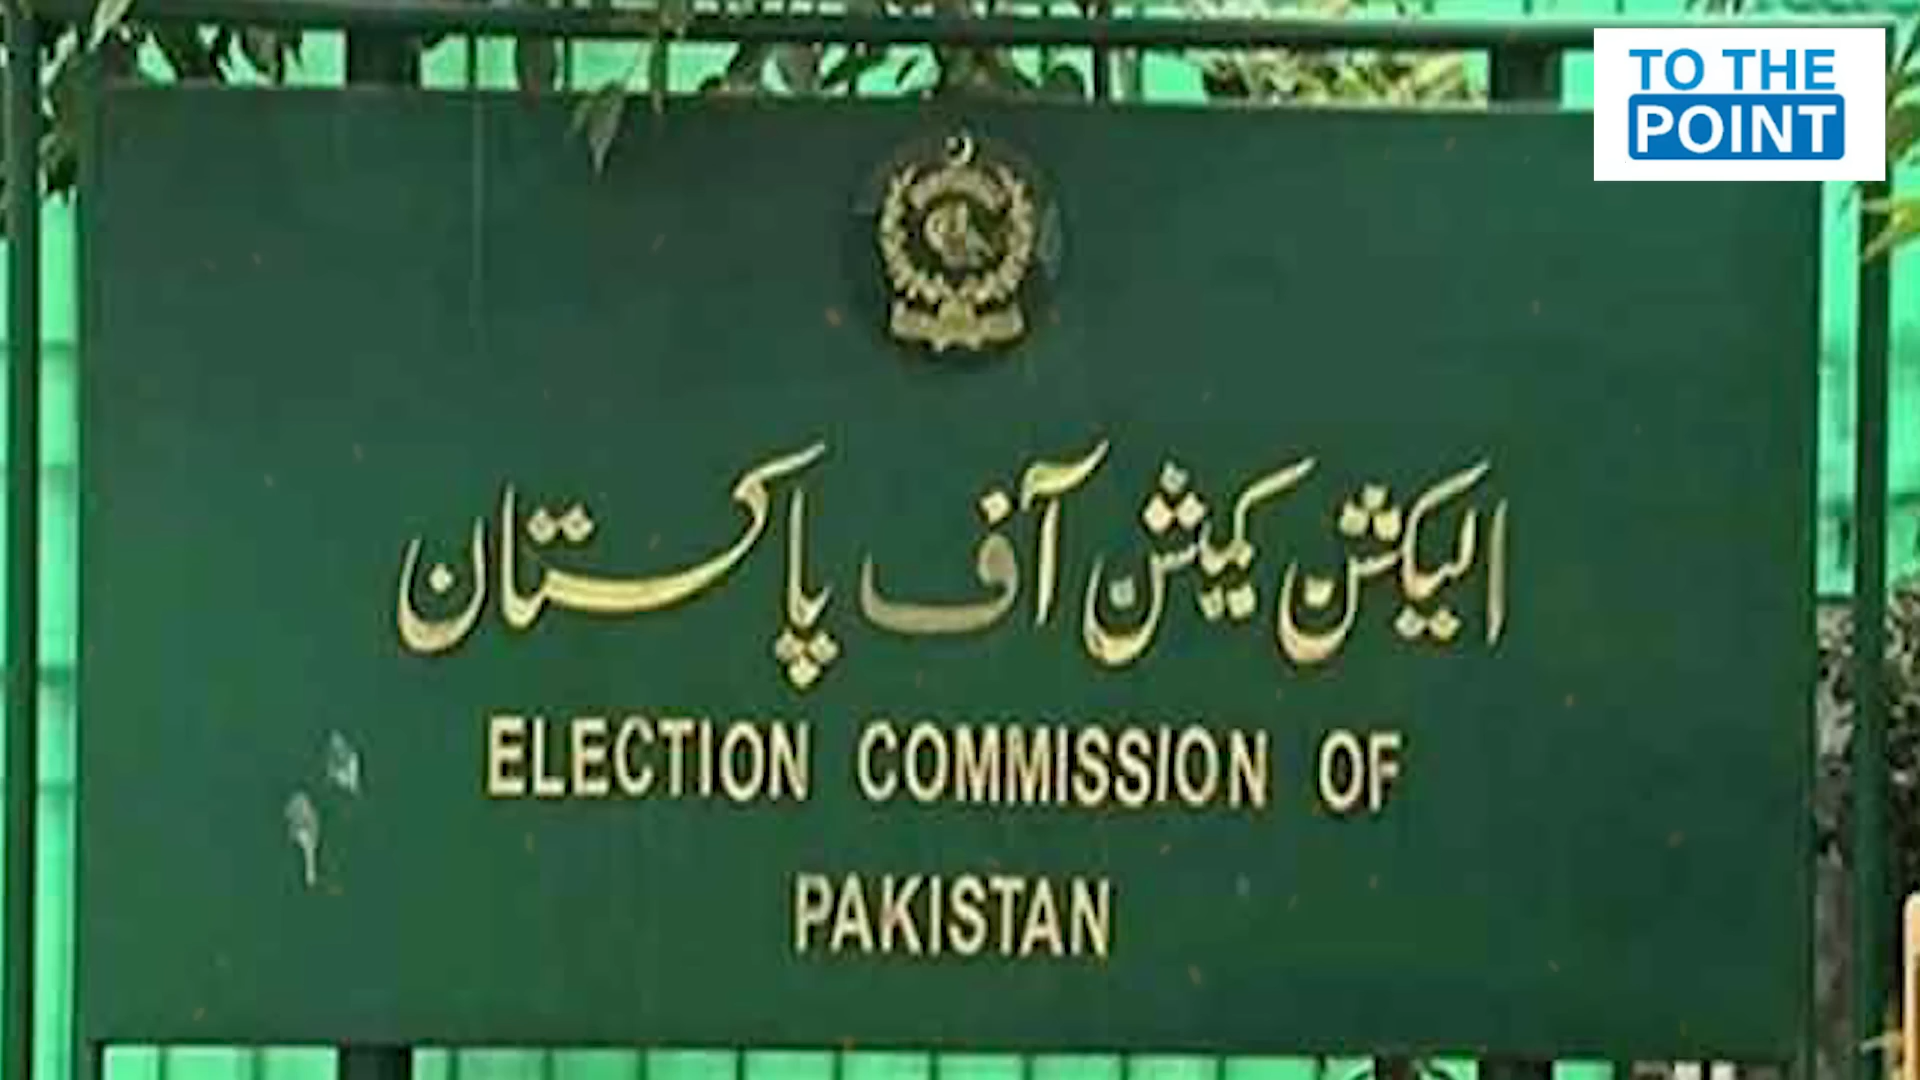 TO THE
POINT
الیکشن کمیشن آف پاکستان
ELECTION COMMISSION OF
PAKISTAN